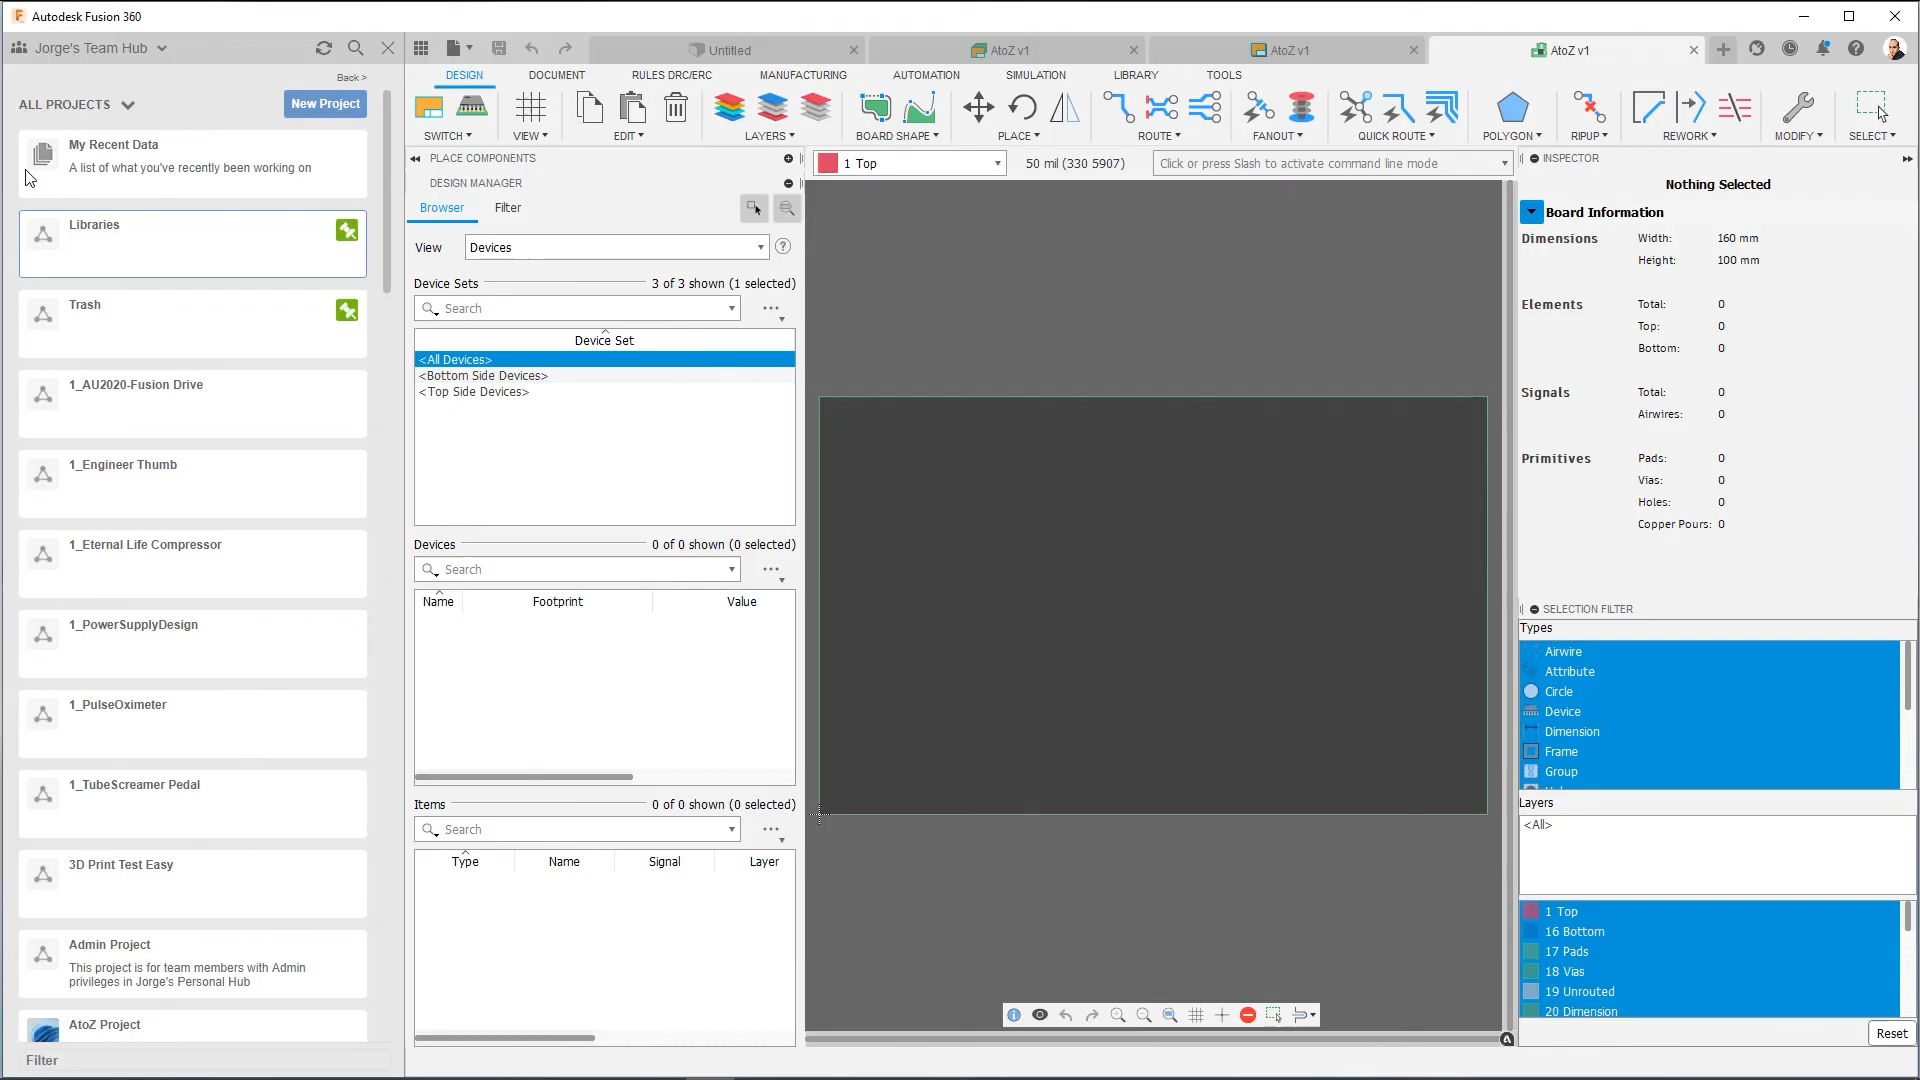 Autodesk Fusion 360
Jorge's Team Hub
Untitled
AtoZ v1
AtoZ v1
AtoZ v1
Back >
ALL PROJECTS
New Project
My Recent Data
A list of what you've recently been working on
Libraries
Trash
1_AU2020-Fusion Drive
1_Engineer Thumb
1_Eternal Life Compressor
1_PowerSupplyDesign
1_PulseOximeter
1_TubeScreamer Pedal
3D Print Test Easy
Admin Project
This project is for team members with Admin
privileges in Jorge's Personal Hub
AtoZ Project
Filter
DESIGN
DOCUMENT
RULES DRC/ERC
MANUFACTURING
AUTOMATION
SIMULATION
LIBRARY
TOOLS
SWITCH
VIEW
EDIT
LAYERS
BOARD SHAPE
PLACE
ROUTE
FANOUT
QUICK ROUTE
POLYGON
RIPUP
REWORK
MODIFY
SELECT
PLACE COMPONENTS
DESIGN MANAGER
Browser
Filter
View
Devices
Device Sets
3 of 3 shown (1 selected)
Search
Device Set
<All Devices>
<Bottom Side Devices>
<Top Side Devices>
Devices
0 of 0 shown (0 selected)
Search
Name
Footprint
Value
Items
0 of 0 shown (0 selected)
Search
Type
Name
Signal
Layer
1 Top
50 mil (330 5907)
Click or press Slash to activate command line mode
INSPECTOR
Nothing Selected
Board Information
Dimensions
Width: 160 mm
Height: 100 mm
Elements
Total: 0
Top: 0
Bottom: 0
Signals
Total: 0
Airwires: 0
Primitives
Pads: 0
Vias: 0
Holes: 0
Copper Pours: 0
SELECTION FILTER
Types
Airwire
Attribute
Circle
Device
Dimension
Frame
Group
Layers
<All>
1 Top
16 Bottom
17 Pads
18 Vias
19 Unrouted
20 Dimension
Reset